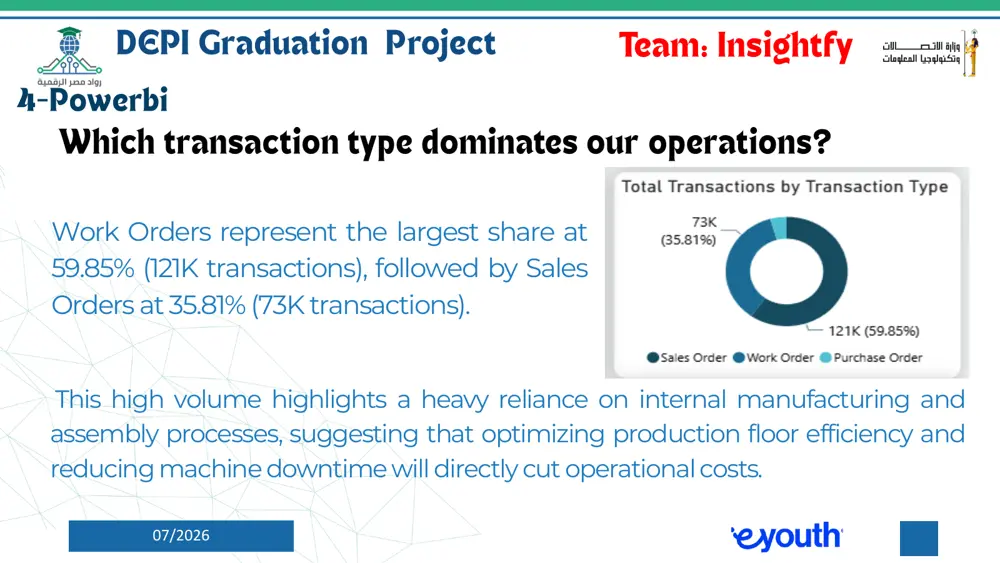 DEPI Graduation Project
Team: Insightfy
وزارة الاتصالات
وتكنولوجيا المعلومات
رواد مصر الرقمية
4-Powerbi
Which transaction type dominates our operations?
Total Transactions by Transaction Type
73K
(35.81%)
121K (59.85%)
Sales Order Work Order Purchase Order
Work Orders represent the largest share at
59.85% (121K transactions), followed by Sales
Orders at 35.81% (73K transactions).
This high volume highlights a heavy reliance on internal manufacturing and
assembly processes, suggesting that optimizing production floor efficiency and
reducing machine downtime will directly cut operational costs.
07/2026
eyouth